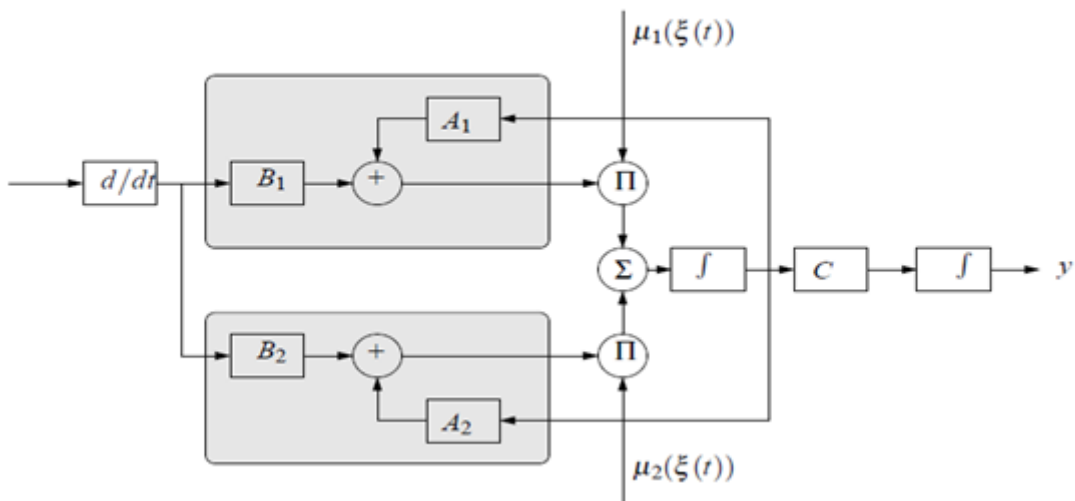 μ₁(ξ(t))
A₁
d/dt
B₁
+
Π
Σ
∫
C
∫
y
B₂
+
Π
A₂
μ₂(ξ(t))